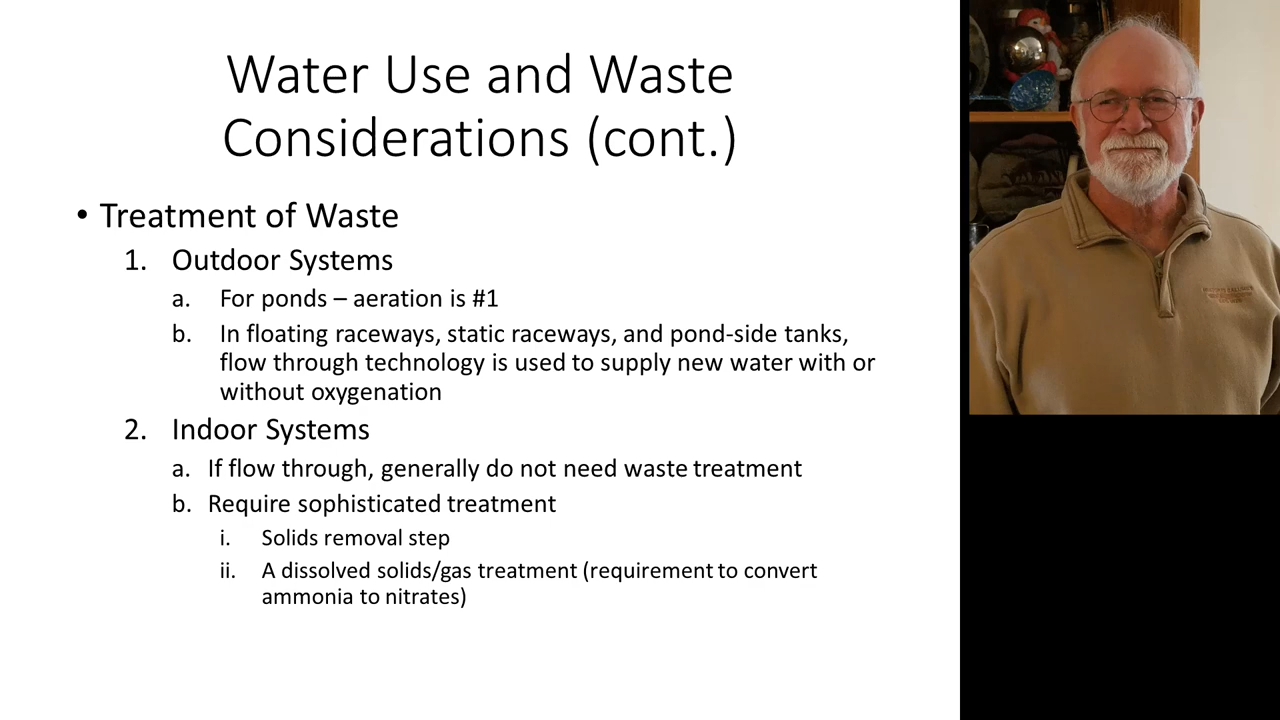 Water Use and Waste
Considerations (cont.)
• Treatment of Waste
1. Outdoor Systems
a. For ponds – aeration is #1
b. In floating raceways, static raceways, and pond-side tanks,
flow through technology is used to supply new water with or
without oxygenation
2. Indoor Systems
a. If flow through, generally do not need waste treatment
b. Require sophisticated treatment
i. Solids removal step
ii. A dissolved solids/gas treatment (requirement to convert
ammonia to nitrates)